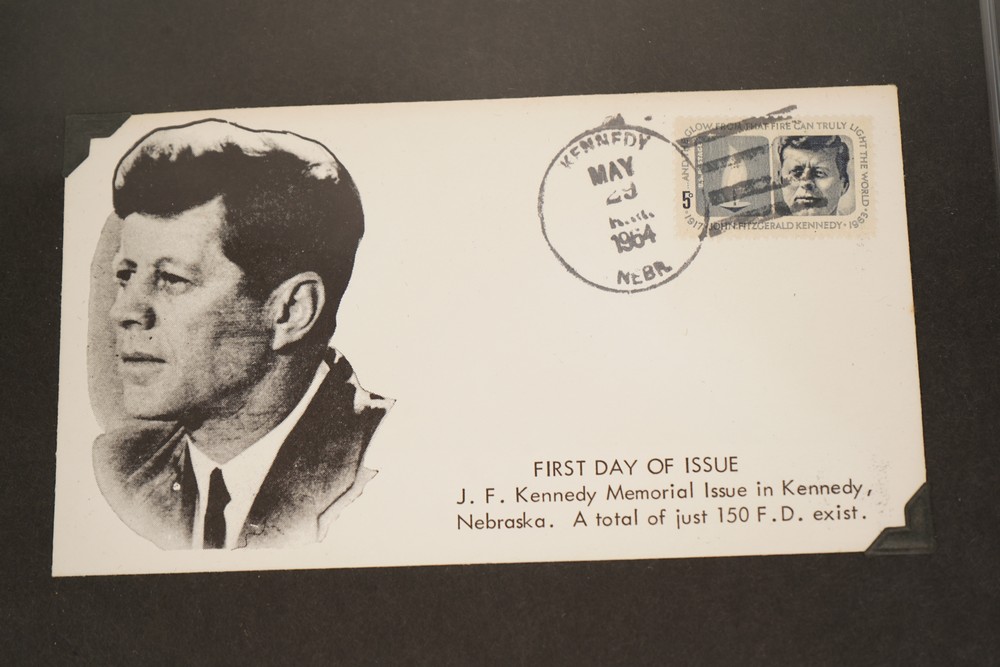 KENNEDY
MAY
29
A.M.
1964
NEBR.
...AND THE GLOW FROM THAT FIRE CAN TRULY LIGHT THE WORLD
5¢
1917 · JOHN FITZGERALD KENNEDY · 1963
FIRST DAY OF ISSUE
J. F. Kennedy Memorial Issue in Kennedy,
Nebraska. A total of just 150 F.D. exist.